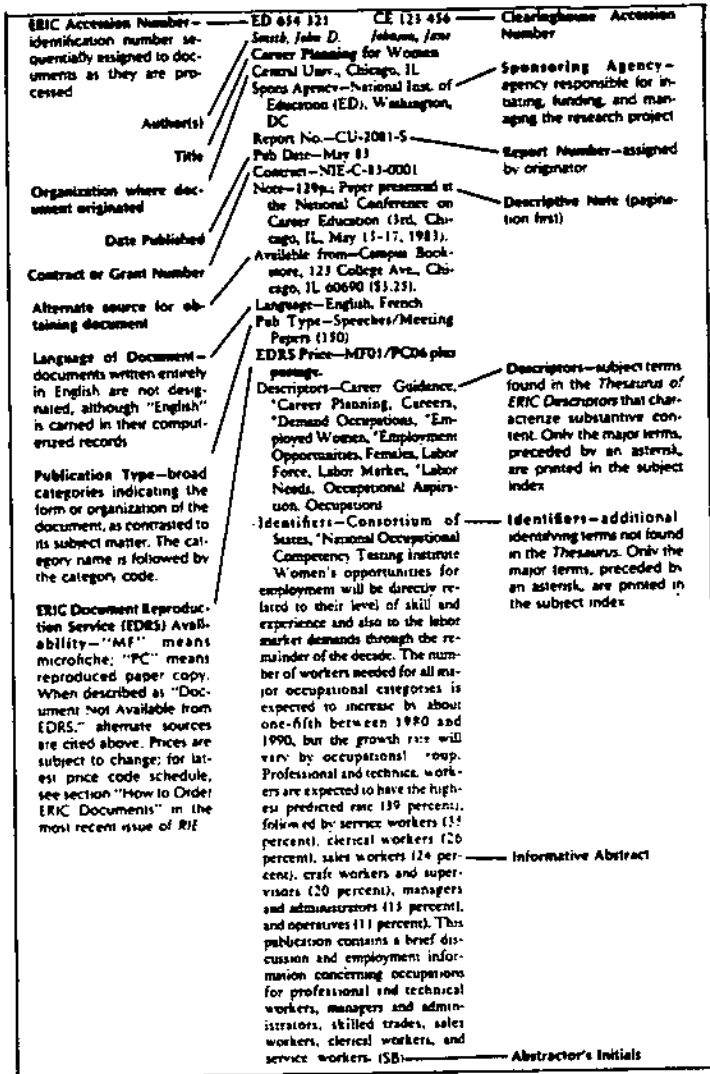 ERIC Accession Number—
identification number se-
quentially assigned to doc-
uments as they are pro-
cessed
Author(s)
Title
Organization where doc-
ument originated
Date Published
Contract or Grant Number
Alternate source for ob-
taining document
Language of Document—
documents written entirely
in English are not desig-
nated, although "English"
is carried in their comput-
erized records
Publication Type—broad
categories indicating the
form or organization of the
document, as contrasted to
its subject matter. The cat-
egory name is followed by
the category code.
ERIC Document Reproduc-
tion Service (EDRS) Avail-
ability—"MF" means
microfiche; "PC" means
reproduced paper copy.
When described as "Doc-
ument Not Available from
EDRS," alternate sources
are cited above. Prices are
subject to change; for lat-
est price code schedule,
see section "How to Order
ERIC Documents" in the
most recent issue of RIE
ED 654 321 CE 123 456
Smith, John D. Johnson, Jane
Career Planning for Women
Central Univ., Chicago, IL
Spons Agency—National Inst. of
Education (ED), Washington,
DC
Report No.—CU-2081-S
Pub Date—May 83
Contract—NIE-C-83-0001
Note—129p.; Paper presented at
the National Conference on
Career Education (3rd, Chi-
cago, IL, May 15-17, 1983).
Available from—Campus Book-
store, 123 College Ave., Chi-
cago, IL 60690 ($3.25).
Language—English, French
Pub Type—Speeches/Meeting
Papers (150)
EDRS Price—MF01/PC06 plus
postage.
Descriptors—Career Guidance,
*Career Planning, Careers,
*Demand Occupations, *Em-
ployed Women, *Employment
Opportunities, Females, Labor
Force, Labor Market, *Labor
Needs, Occupational Aspira-
tion, Occupations
Identifiers—Consortium of
States, *National Occupational
Competency Testing Institute
Women's opportunities for
employment will be directly re-
lated to their level of skill and
experience and also to the labor
market demands through the re-
mainder of the decade. The num-
ber of workers needed for all ma-
jor occupational categories is
expected to increase by about
one-fifth between 1980 and
1990, but the growth rate will
vary by occupational roup.
Professional and technica work-
ers are expected to have the high-
est predicted rate (39 percent),
followed by service workers (35
percent), clerical workers (26
percent), sales workers (24 per-
cent), craft workers and super-
visors (20 percent), managers
and administrators (15 percent),
and operatives (11 percent). This
publication contains a brief dis-
cussion and employment infor-
mation concerning occupations
for professional and technical
workers, managers and admin-
istrators, skilled trades, sales
workers, clerical workers, and
service workers. (SB)
Clearinghouse Accession
Number
Sponsoring Agency—
agency responsible for ini-
tiating, funding, and man-
aging the research project
Report Number—assigned
by originator
Descriptive Note (pagina-
tion first)
Descriptors—subject terms
found in the Thesaurus of
ERIC Descriptors that char-
acterize substantive con-
tent. Only the major terms,
preceded by an asterisk,
are printed in the subject
index
Identifiers—additional
identifying terms not found
in the Thesaurus. Only the
major terms, preceded by
an asterisk, are printed in
the subject index
Informative Abstract
Abstractor's Initials